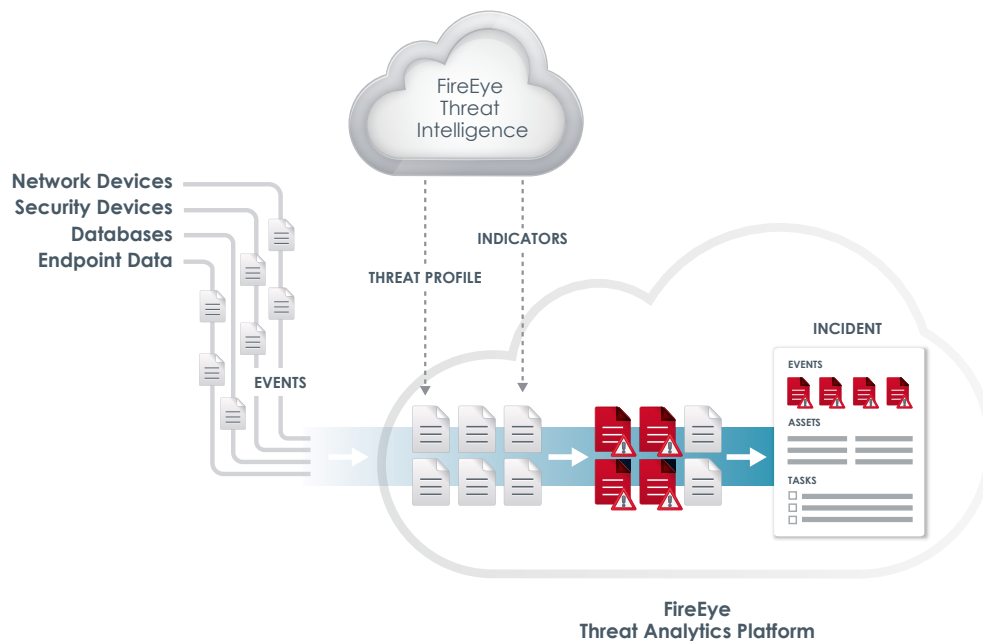 FireEye
Threat
Intelligence
Network Devices
Security Devices
Databases
Endpoint Data
INDICATORS
THREAT PROFILE
EVENTS
INCIDENT
EVENTS
ASSETS
TASKS
FireEye
Threat Analytics Platform